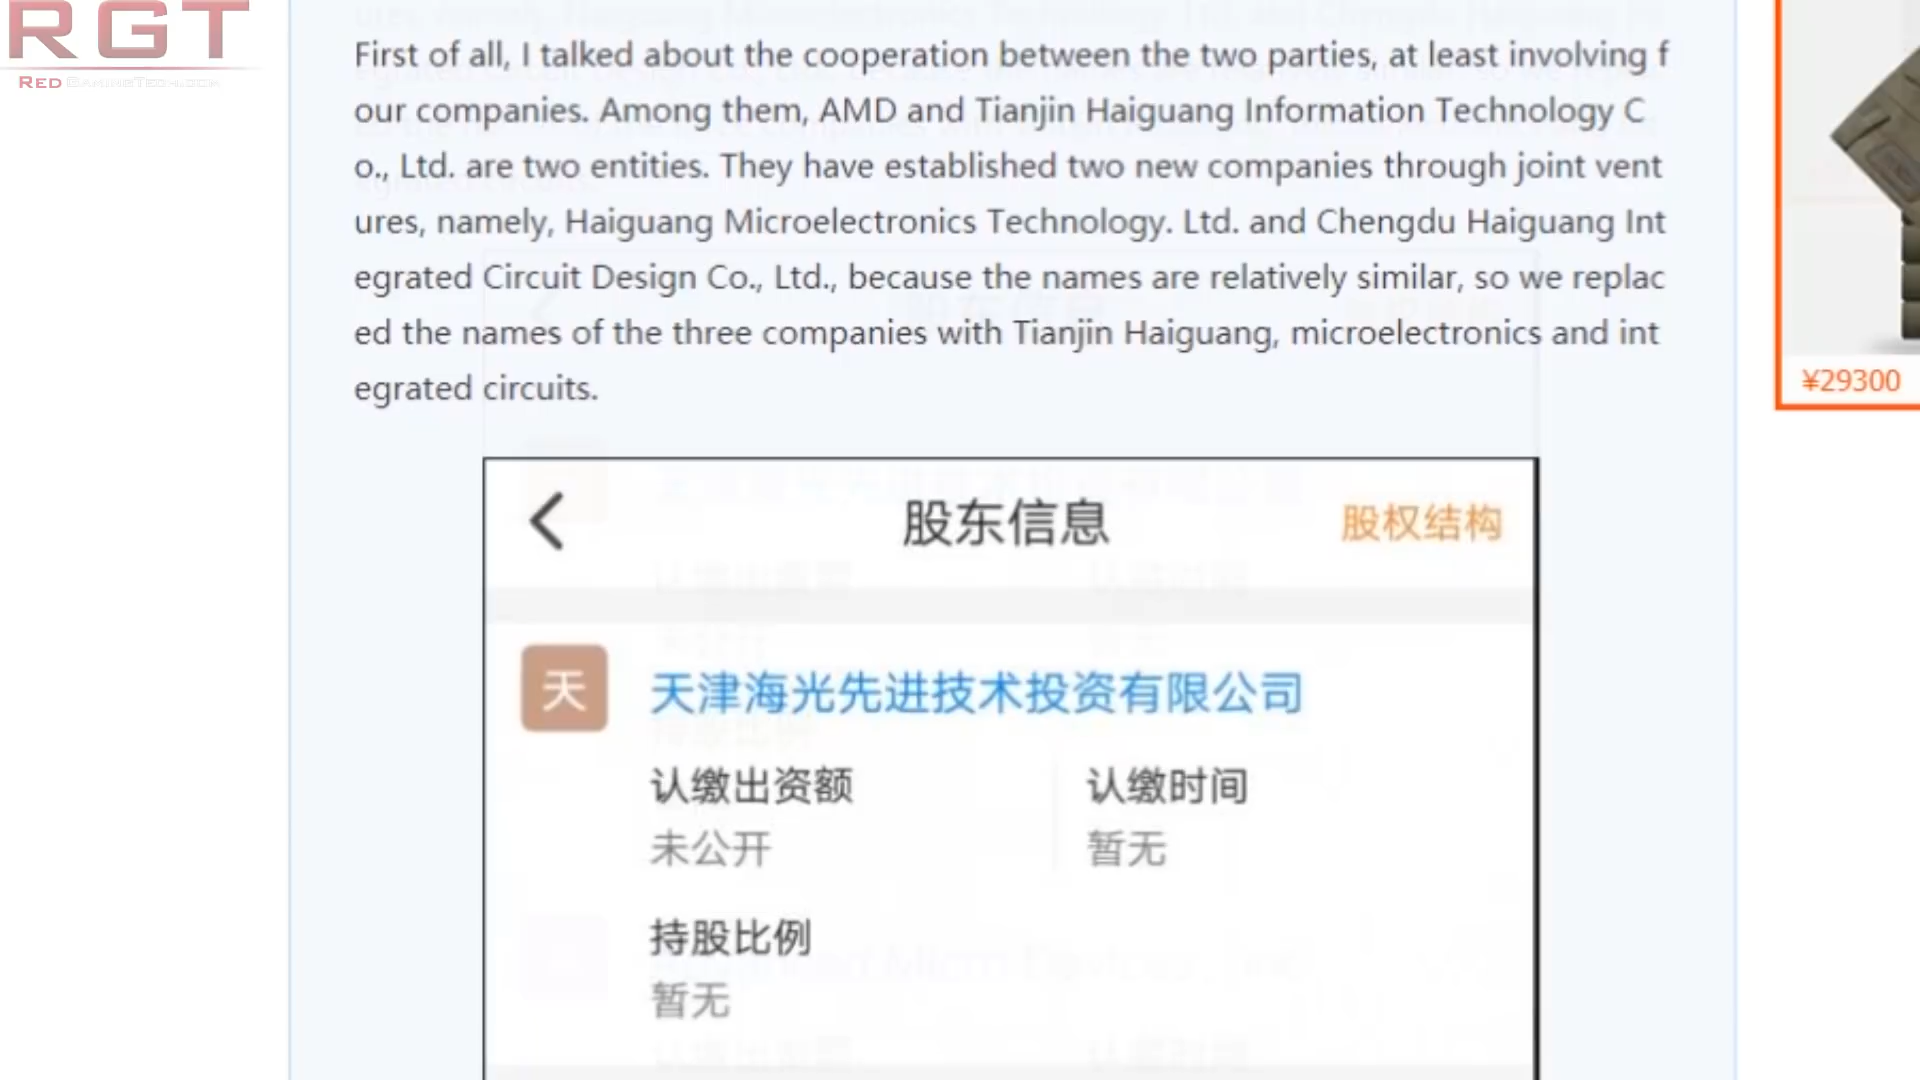 RGT
RED GAMINGTECH.COM
First of all, I talked about the cooperation between the two parties, at least involving f
our companies. Among them, AMD and Tianjin Haiguang Information Technology C
o., Ltd. are two entities. They have established two new companies through joint vent
ures, namely, Haiguang Microelectronics Technology. Ltd. and Chengdu Haiguang Int
egrated Circuit Design Co., Ltd., because the names are relatively similar, so we replac
ed the names of the three companies with Tianjin Haiguang, microelectronics and int
egrated circuits.
¥29300
股东信息 股权结构
天 天津海光先进技术投资有限公司
认缴出资额 认缴时间
未公开 暂无
持股比例
暂无